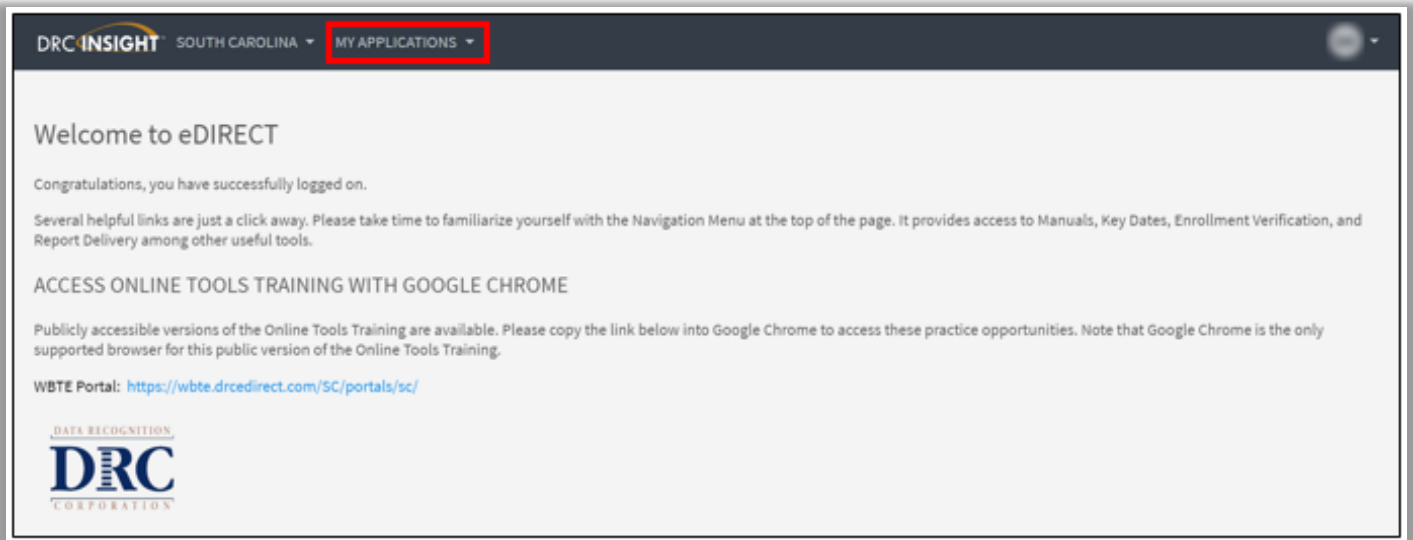 DRC INSIGHT SOUTH CAROLINA MY APPLICATIONS
Welcome to eDIRECT
Congratulations, you have successfully logged on.
Several helpful links are just a click away. Please take time to familiarize yourself with the Navigation Menu at the top of the page. It provides access to Manuals, Key Dates, Enrollment Verification, and
Report Delivery among other useful tools.
ACCESS ONLINE TOOLS TRAINING WITH GOOGLE CHROME
Publicly accessible versions of the Online Tools Training are available. Please copy the link below into Google Chrome to access these practice opportunities. Note that Google Chrome is the only
supported browser for this public version of the Online Tools Training.
WBTE Portal: https://wbte.drcedirect.com/SC/portals/sc/
DATA RECOGNITION
DRC
CORPORATION